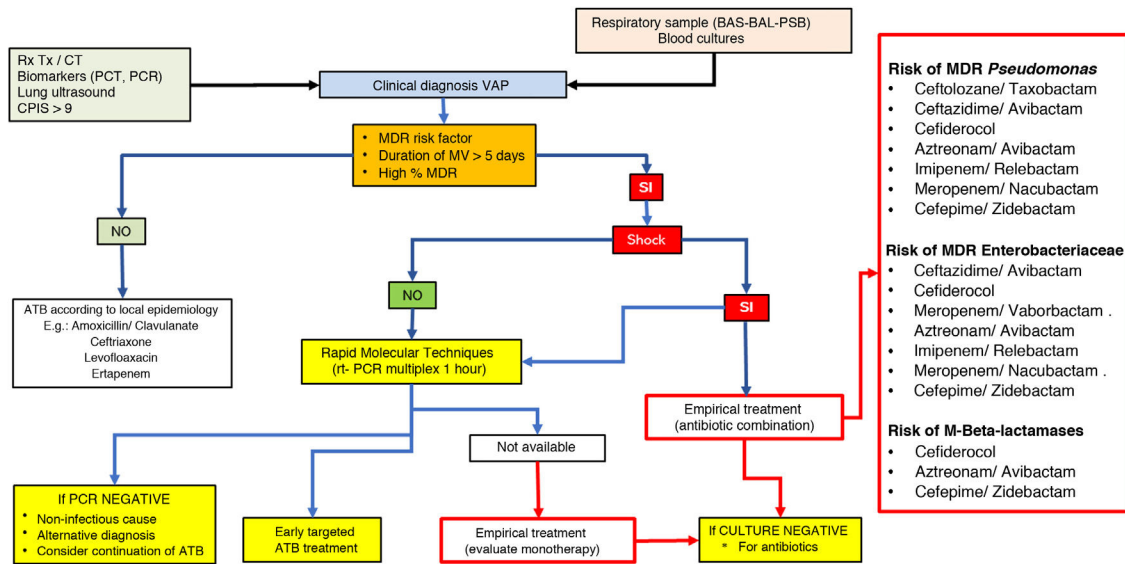 Respiratory sample (BAS-BAL-PSB)
Blood cultures
Rx Tx / CT
Biomarkers (PCT, PCR)
Lung ultrasound
CPIS > 9
Clinical diagnosis VAP
• MDR risk factor
• Duration of MV > 5 days
• High % MDR
NO
SI
Shock
NO
SI
ATB according to local epidemiology
E.g.: Amoxicillin/ Clavulanate
Ceftriaxone
Levofloaxacin
Ertapenem
Rapid Molecular Techniques
(rt- PCR multiplex 1 hour)
Empirical treatment
(antibiotic combination)
Not available
If PCR NEGATIVE
• Non-infectious cause
• Alternative diagnosis
• Consider continuation of ATB
Early targeted
ATB treatment
Empirical treatment
(evaluate monotherapy)
If CULTURE NEGATIVE
* For antibiotics
Risk of MDR Pseudomonas
• Ceftolozane/ Taxobactam
• Ceftazidime/ Avibactam
• Cefiderocol
• Aztreonam/ Avibactam
• Imipenem/ Relebactam
• Meropenem/ Nacubactam
• Cefepime/ Zidebactam
Risk of MDR Enterobacteriaceae
• Ceftazidime/ Avibactam
• Cefiderocol
• Meropenem/ Vaborbactam .
• Aztreonam/ Avibactam
• Imipenem/ Relebactam
• Meropenem/ Nacubactam .
• Cefepime/ Zidebactam
Risk of M-Beta-lactamases
• Cefiderocol
• Aztreonam/ Avibactam
• Cefepime/ Zidebactam